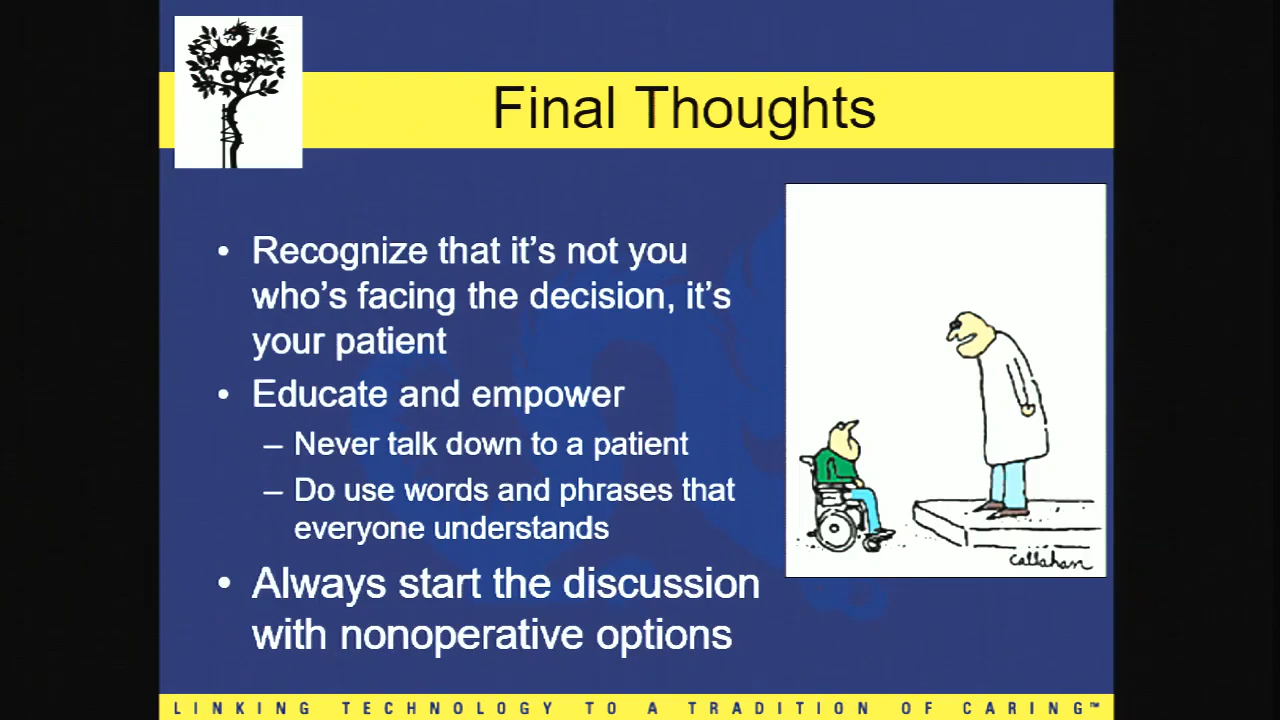 Final Thoughts
• Recognize that it's not you
who's facing the decision, it's
your patient
• Educate and empower
– Never talk down to a patient
– Do use words and phrases that
everyone understands
• Always start the discussion
with nonoperative options
callahan
LINKING TECHNOLOGY TO A TRADITION OF CARING™